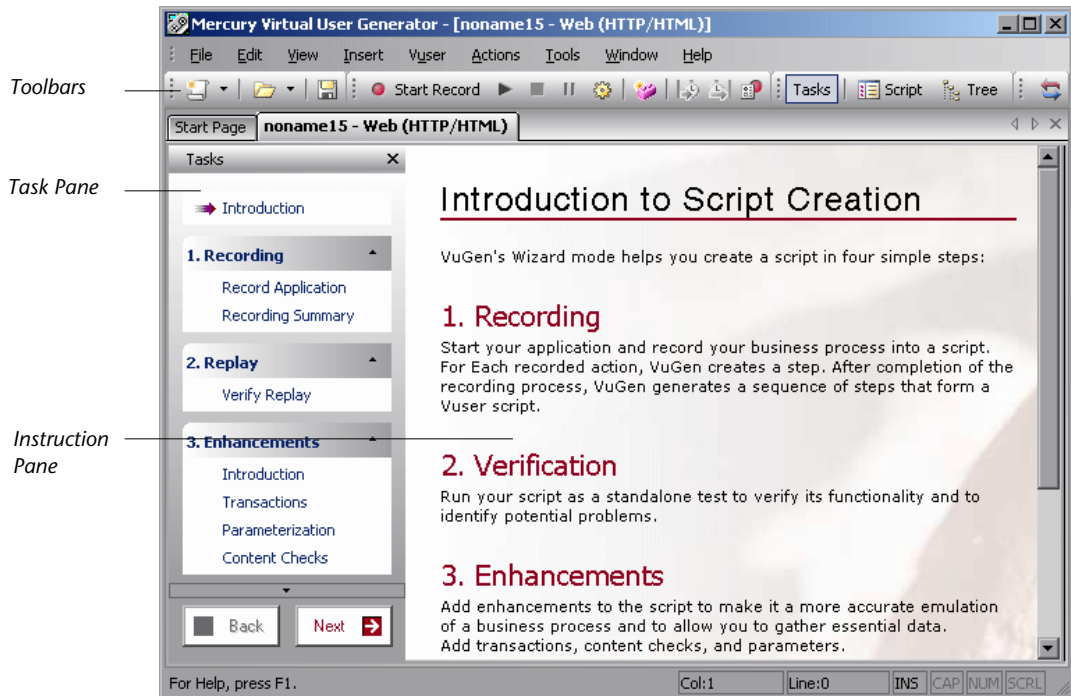 Mercury Virtual User Generator - [noname15 - Web (HTTP/HTML)]
File Edit View Insert Vuser Actions Tools Window Help
Toolbars
Start Record Tasks Script Tree
Start Page noname15 - Web (HTTP/HTML)
Tasks
Task Pane
Introduction
1. Recording
Record Application
Recording Summary
2. Replay
Verify Replay
Instruction
Pane
3. Enhancements
Introduction
Transactions
Parameterization
Content Checks
Back Next
Introduction to Script Creation
VuGen's Wizard mode helps you create a script in four simple steps:
1. Recording
Start your application and record your business process into a script.
For Each recorded action, VuGen creates a step. After completion of the
recording process, VuGen generates a sequence of steps that form a
Vuser script.
2. Verification
Run your script as a standalone test to verify its functionality and to
identify potential problems.
3. Enhancements
Add enhancements to the script to make it a more accurate emulation
of a business process and to allow you to gather essential data.
Add transactions, content checks, and parameters.
For Help, press F1. Col:1 Line:0 INS CAP NUM SCRL